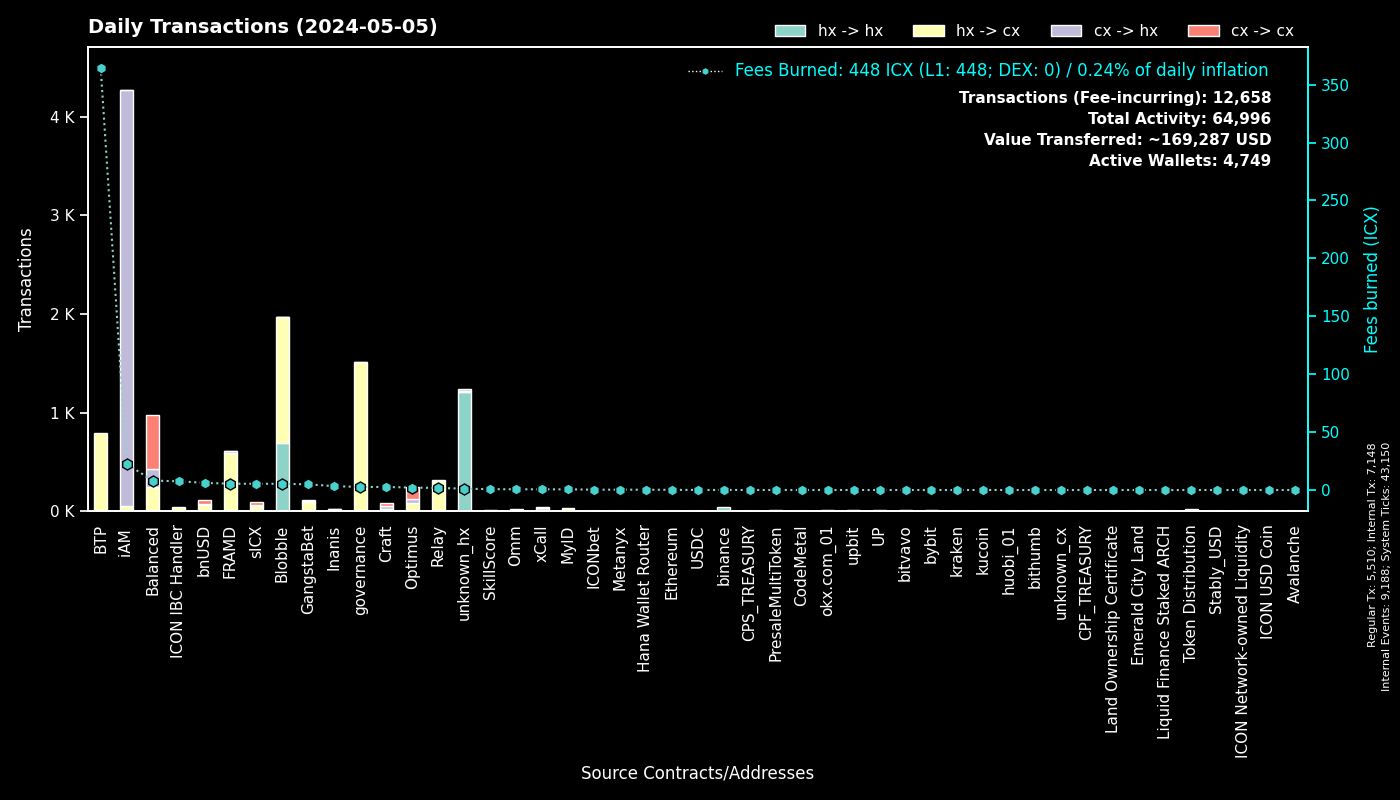 Daily Transactions (2024-05-05)
hx -> hx
hx -> cx
cx -> hx
cx -> cx
Fees Burned: 448 ICX (L1: 448; DEX: 0) / 0.24% of daily inflation
Transactions (Fee-incurring): 12,658
Total Activity: 64,996
Value Transferred: ~169,287 USD
Active Wallets: 4,749
Transactions
4 K
3 K
2 K
1 K
0 K
350
300
250
200
150
100
50
0
Fees burned (ICX)
Regular Tx: 5,510; Internal Tx: 7,148
Internal Events: 9,188; System Ticks: 43,150
BTP
iAM
Balanced
ICON IBC Handler
bnUSD
FRAMD
sICX
Blobble
GangstaBet
Inanis
governance
Craft
Optimus
Relay
unknown_hx
SkillScore
Omm
xCall
MyID
ICONbet
Metanyx
Hana Wallet Router
Ethereum
USDC
binance
CPS_TREASURY
PresaleMultiToken
CodeMetal
okx.com_01
upbit
UP
bitvavo
bybit
kraken
kucoin
huobi_01
bithumb
unknown_cx
CPF_TREASURY
Land Ownership Certificate
Emerald City Land
Liquid Finance Staked ARCH
Token Distribution
Stably_USD
ICON Network-owned Liquidity
ICON USD Coin
Avalanche
Source Contracts/Addresses